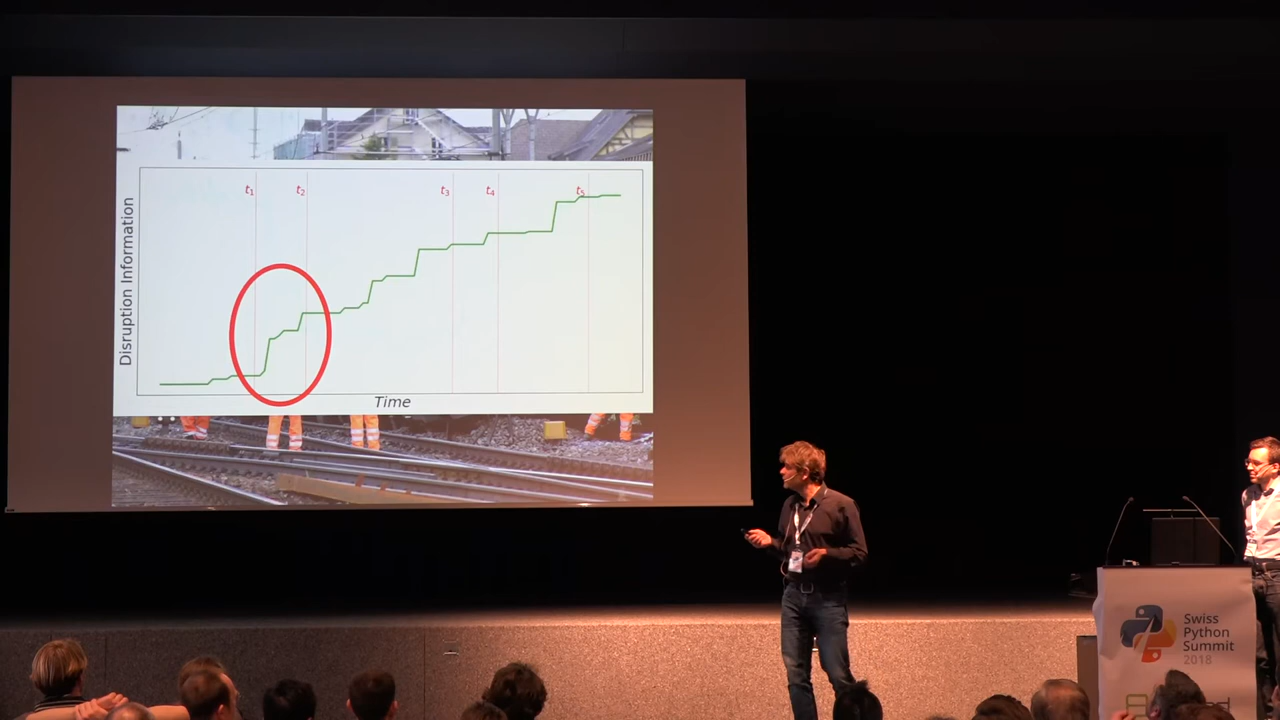 t1
t2
t3
t4
t5
Disruption Information
Time
Swiss
Python
Summit
2018